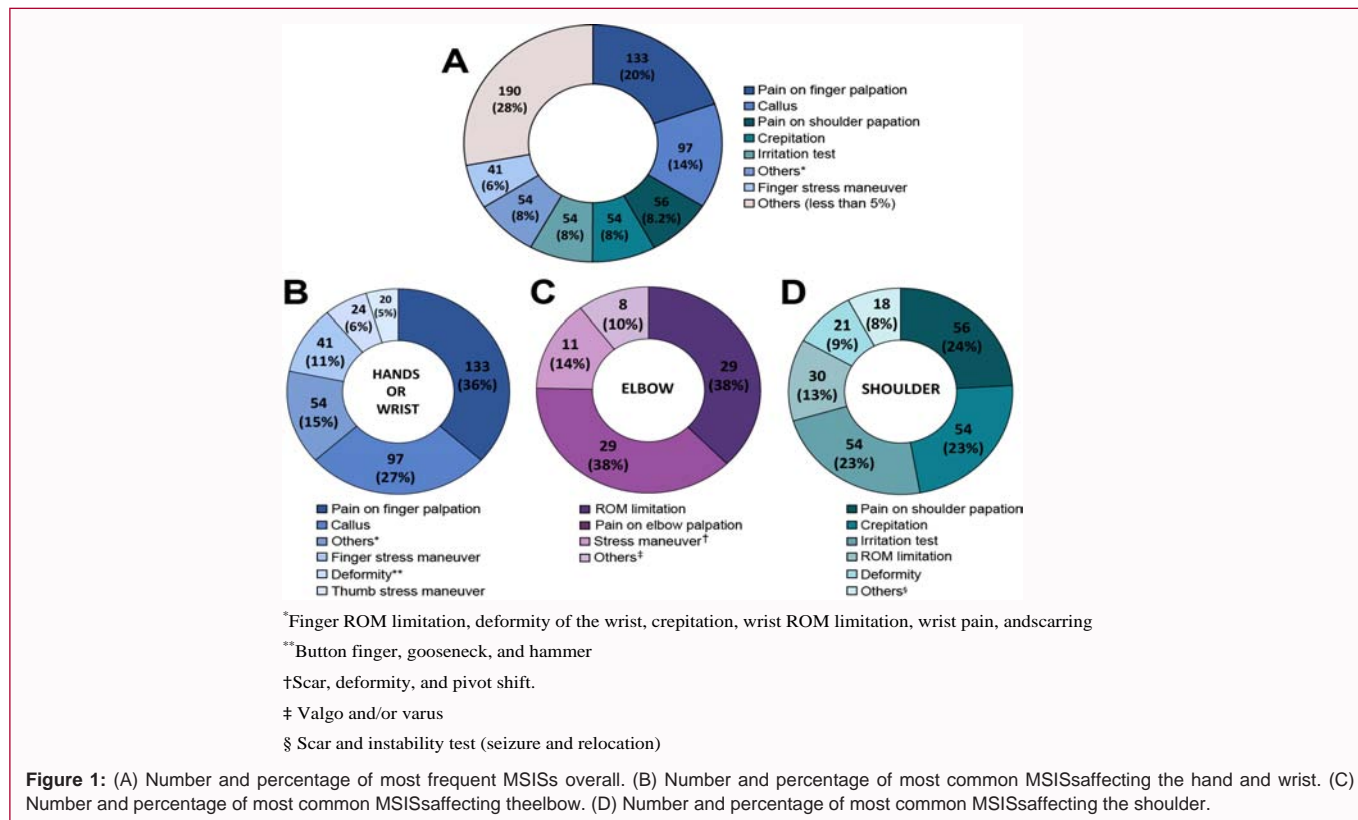 A
133
(20%)
97
(14%)
56
(8.2%)
54
(8%)
54
(8%)
54
(8%)
41
(6%)
190
(28%)
Pain on finger palpation
Callus
Pain on shoulder papation
Crepitation
Irritation test
Others*
Finger stress maneuver
Others (less than 5%)
B
HANDS
OR
WRIST
133
(36%)
97
(27%)
54
(15%)
41
(11%)
24
(6%)
20
(5%)
Pain on finger palpation
Callus
Others*
Finger stress maneuver
Deformity**
Thumb stress maneuver
C
ELBOW
29
(38%)
29
(38%)
11
(14%)
8
(10%)
ROM limitation
Pain on elbow palpation
Stress maneuver†
Others‡
D
SHOULDER
56
(24%)
54
(23%)
54
(23%)
30
(13%)
21
(9%)
18
(8%)
Pain on shoulder papation
Crepitation
Irritation test
ROM limitation
Deformity
Others§
*Finger ROM limitation, deformity of the wrist, crepitation, wrist ROM limitation, wrist pain, andscarring
**Button finger, gooseneck, and hammer
†Scar, deformity, and pivot shift.
‡ Valgo and/or varus
§ Scar and instability test (seizure and relocation)
Figure 1: (A) Number and percentage of most frequent MSISs overall. (B) Number and percentage of most common MSISsaffecting the hand and wrist. (C)
Number and percentage of most common MSISsaffecting theelbow. (D) Number and percentage of most common MSISsaffecting the shoulder.